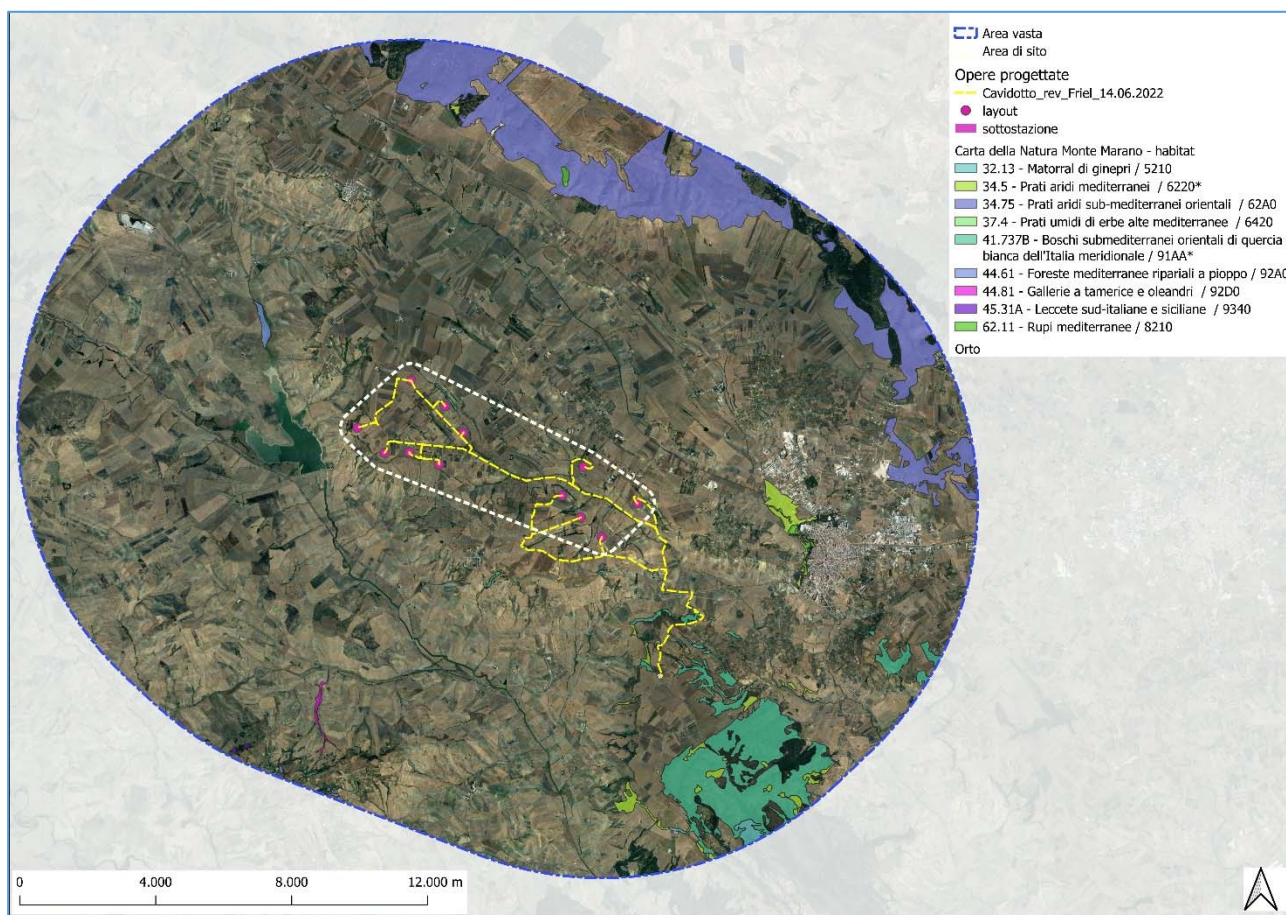 Area vasta
Area di sito
Opere progettate
Cavidotto_rev_Friel_14.06.2022
layout
sottostazione
Carta della Natura Monte Marano - habitat
32.13 - Matorral di ginepri / 5210
34.5 - Prati aridi mediterranei / 6220*
34.75 - Prati aridi sub-mediterranei orientali / 62A0
37.4 - Prati umidi di erbe alte mediterranee / 6420
41.737B - Boschi submediterranei orientali di quercia
bianca dell'Italia meridionale / 91AA*
44.61 - Foreste mediterranee ripariali a pioppo / 92A0
44.81 - Gallerie a tamerice e oleandri / 92D0
45.31A - Leccete sud-italiane e siciliane / 9340
62.11 - Rupi mediterranee / 8210
Orto
0 4.000 8.000 12.000 m